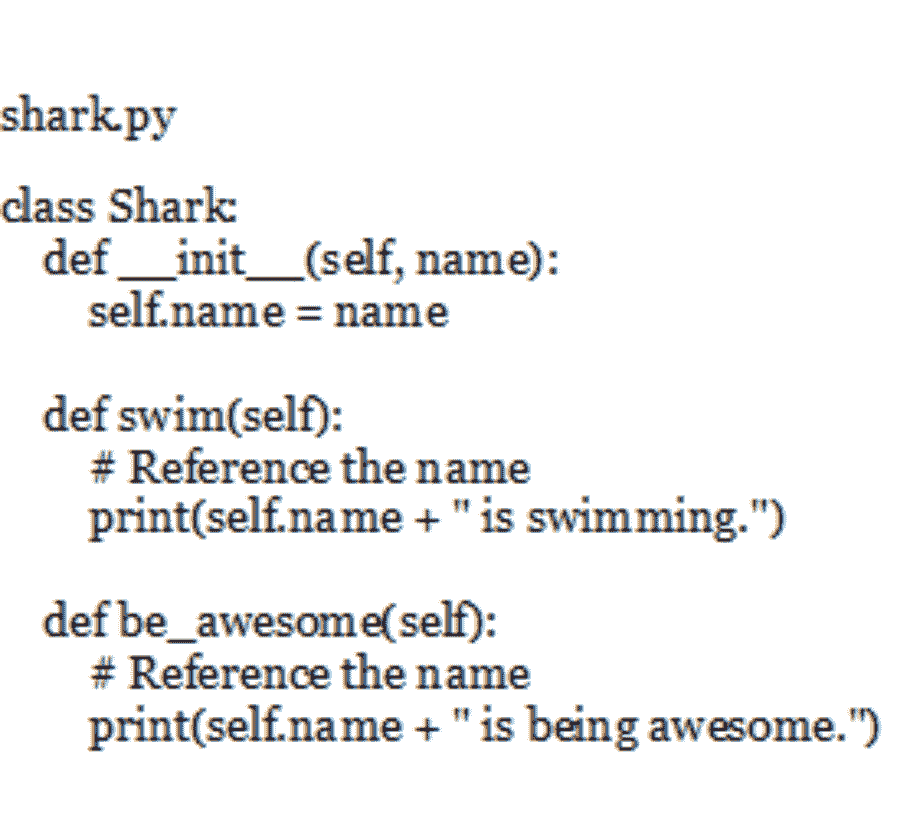 shark.py
class Shark:
def __init__(self, name):
self.name = name
def swim(self):
# Reference the name
print(self.name + " is swimming.")
def be_awesome(self):
# Reference the name
print(self.name + " is being awesome.")